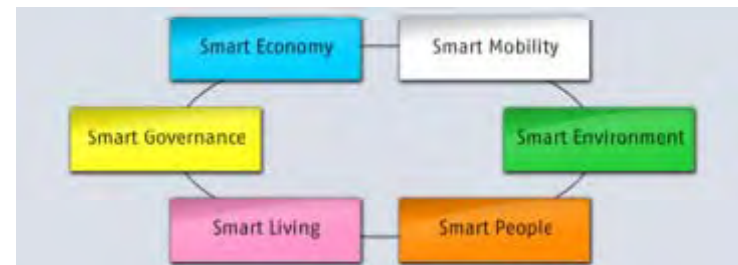 Smart Economy
Smart Mobility
Smart Governance
Smart Environment
Smart Living
Smart People